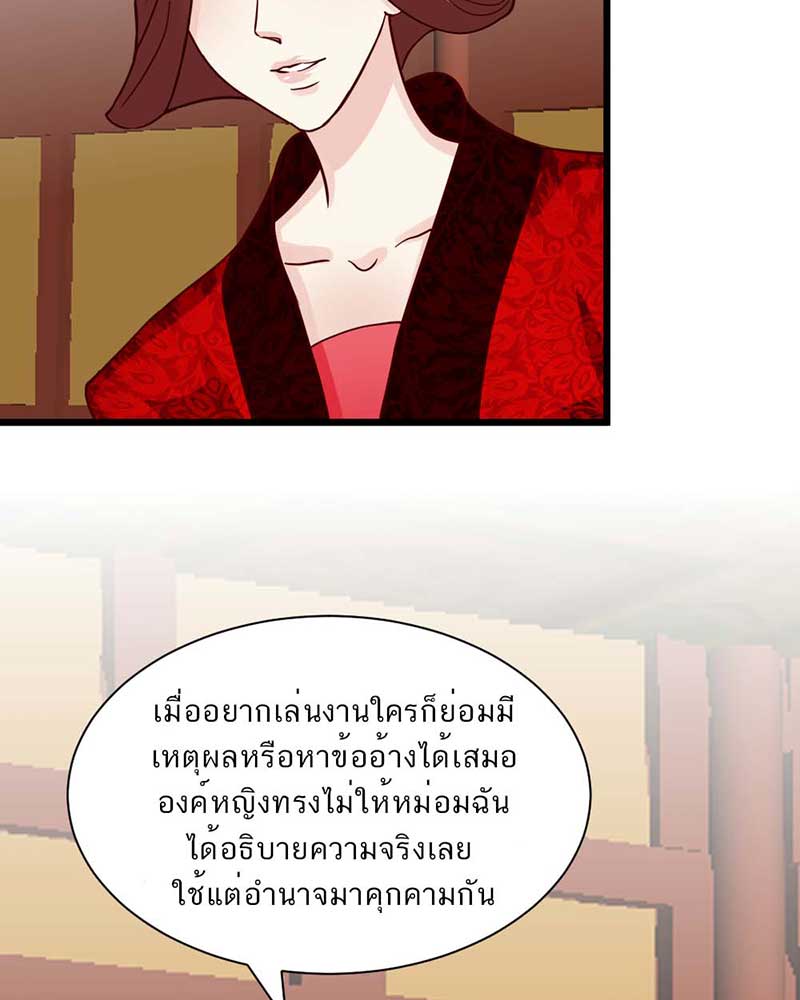 เมื่ออยากเล่นงานใครก็ย่อมมี
เหตุผลหรือหาข้ออ้างได้เสมอ
องค์หญิงทรงไม่ให้หม่อมฉัน
ได้อธิบายความจริงเลย
ใช้แต่อำนาจมาคุกคามกัน